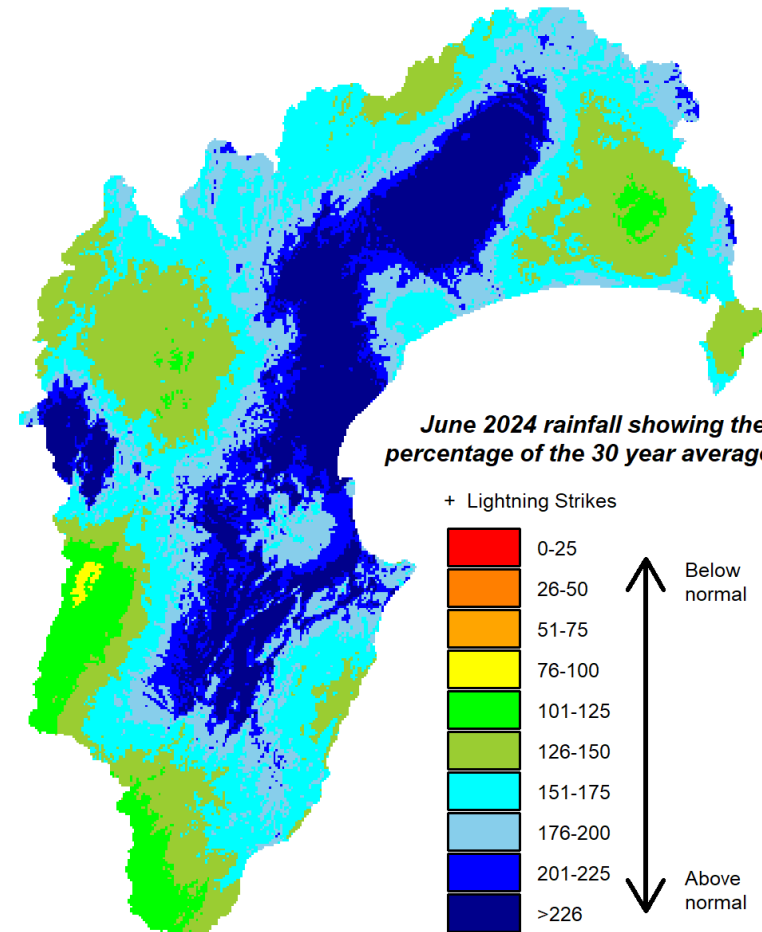 June 2024 rainfall showing the
percentage of the 30 year average
+ Lightning Strikes
0-25
26-50
51-75
76-100
101-125
126-150
151-175
176-200
201-225
>226
Below
normal
Above
normal